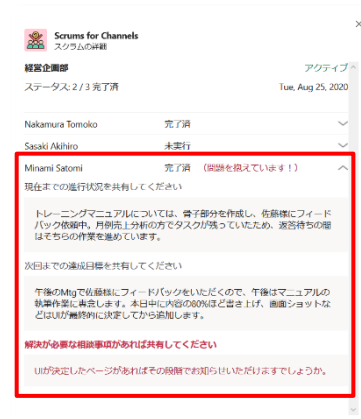 Scrums for Channels
スクラムの詳細
経営企画部
アクティブ
ステータス: 2 / 3 完了済
Tue, Aug 25, 2020
Nakamura Tomoko 完了済
Sasaki Akihiro 未実行
Minami Satomi 完了済 （問題を抱えています！）
現在までの進行状況を共有してください
トレーニングマニュアルについては、骨子部分を作成し、佐藤様にフィード
バック依頼中。月例売上分析の方でタスクが残っていたため、返答待ちの間
はそちらの作業を進めています。
次回までの達成目標を共有してください
午後のMtgで佐藤様にフィードバックをいただくので、午後はマニュアルの
執筆作業に専念します。本日中に内容の80%ほど書き上げ、画面ショットな
どはUIが最終的に決定してから追加します。
解決が必要な相談事項があれば共有してください
UIが決定したページがあればその段階でお知らせいただけますでしょうか。